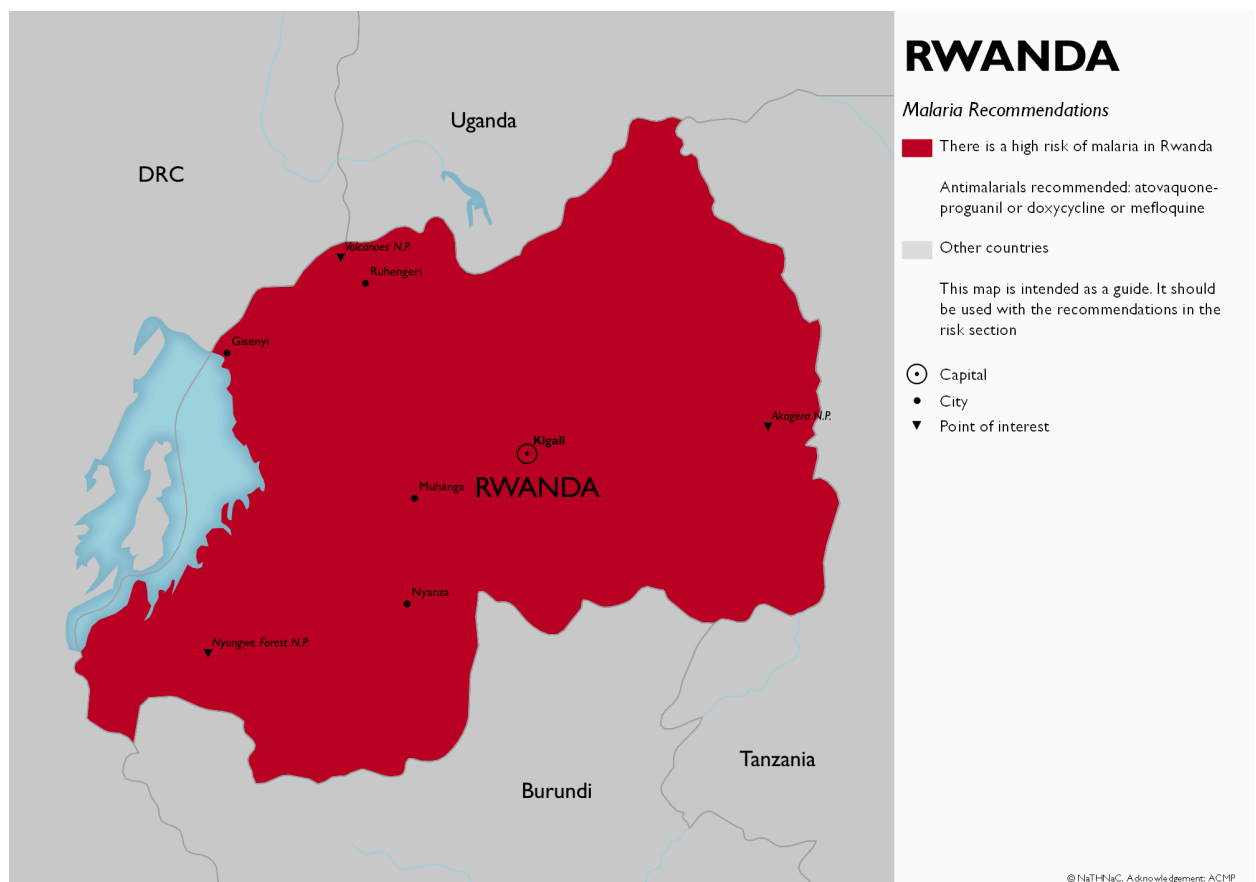 RWANDA
Malaria Recommendations
There is a high risk of malaria in Rwanda
Antimalarials recommended: atovaquone-
proguanil or doxycycline or mefloquine
Other countries
This map is intended as a guide. It should
be used with the recommendations in the
risk section
Capital
City
Point of interest
Uganda
DRC
Volcanoes N.P.
Ruhengeri
Gisenyi
Akagera N.P.
Kigali
RWANDA
Muhanga
Nyanza
Nyungwe Forest N.P.
Tanzania
Burundi
© NaTHNaC. Acknowledgement: ACMP